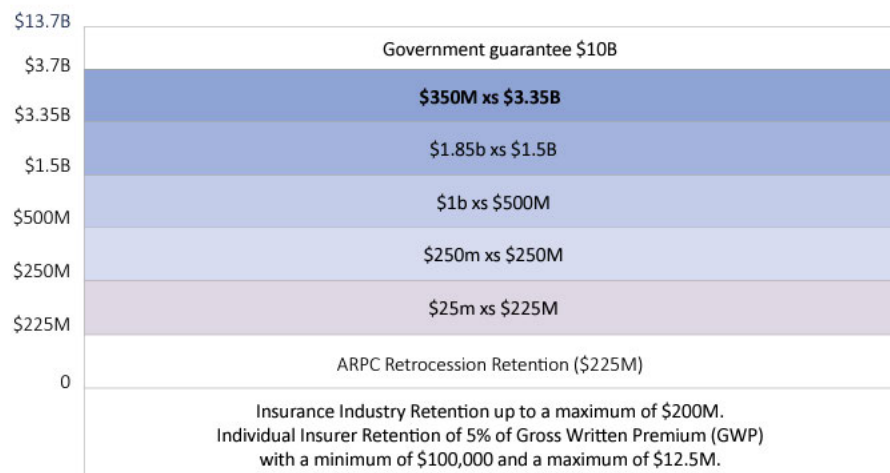 $13.7B
Government guarantee $10B
$3.7B
$350M xs $3.35B
$3.35B
$1.85b xs $1.5B
$1.5B
$1b xs $500M
$500M
$250m xs $250M
$250M
$25m xs $225M
$225M
ARPC Retrocession Retention ($225M)
0
Insurance Industry Retention up to a maximum of $200M.
Individual Insurer Retention of 5% of Gross Written Premium (GWP)
with a minimum of $100,000 and a maximum of $12.5M.